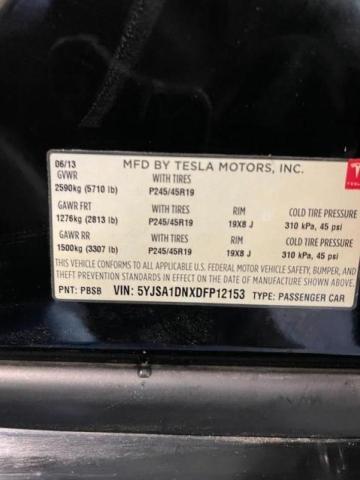 06/13 MFD BY TESLA MOTORS, INC.
GVWR WITH TIRES
2590kg (5710 lb) P245/45R19
GAWR FRT WITH TIRES RIM COLD TIRE PRESSURE
1276kg (2813 lb) P245/45R19 19X8 J 310 kPa, 45 psi
GAWR RR WITH TIRES RIM COLD TIRE PRESSURE
1500kg (3307 lb) P245/45R19 19X8 J 310 kPa, 45 psi
THIS VEHICLE CONFORMS TO ALL APPLICABLE U.S. FEDERAL MOTOR VEHICLE SAFETY, BUMPER, AND
THEFT PREVENTION STANDARDS IN EFFECT ON THE DATE OF MANUFACTURE SHOWN ABOVE.
PNT: PBSB VIN: 5YJSA1DNXDFP12153 TYPE: PASSENGER CAR